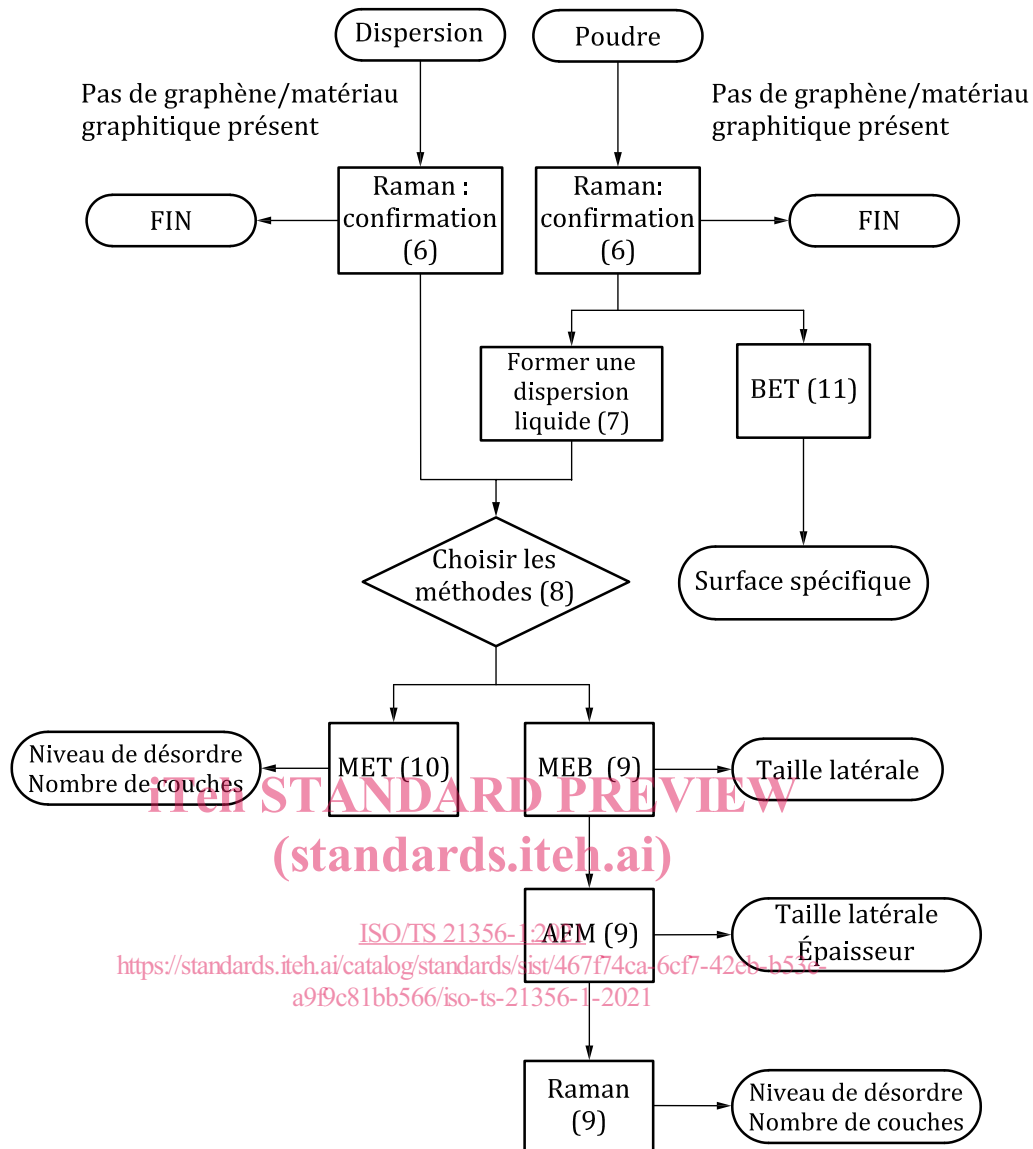 Dispersion
Poudre
Pas de graphène/matériau
graphitique présent
Pas de graphène/matériau
graphitique présent
Raman :
confirmation
(6)
Raman:
confirmation
(6)
FIN
FIN
Former une
dispersion
liquide (7)
BET (11)
Choisir les
méthodes (8)
Surface spécifique
Niveau de désordre
Nombre de couches
MET (10)
MEB (9)
Taille latérale
iTeh STANDARD PREVIEW
(standards.iteh.ai)
AFM (9)
Taille latérale
Épaisseur
ISO/TS 21356-1:2021
https://standards.iteh.ai/catalog/standards/sist/467f74ca-6cf7-42eb-b53e-
a9f9c81bb566/iso-ts-21356-1-2021
Raman
(9)
Niveau de désordre
Nombre de couches